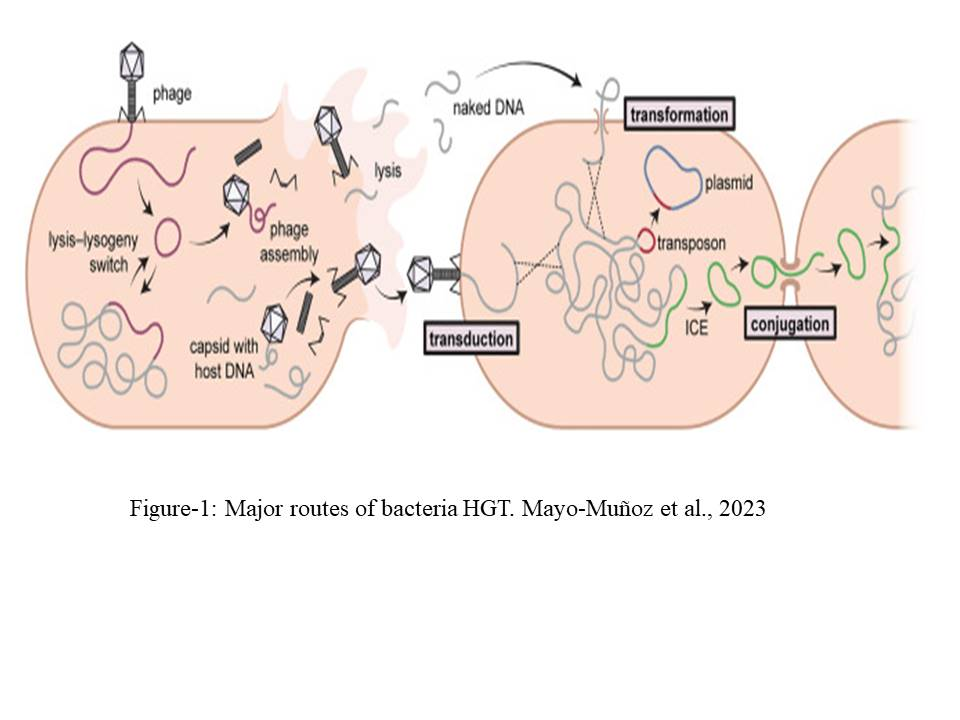 phage
naked DNA
transformation
lysis
plasmid
lysis–lysogeny
switch
phage
assembly
transposon
capsid with
host DNA
transduction
ICE
conjugation
Figure-1: Major routes of bacteria HGT. Mayo-Muñoz et al., 2023